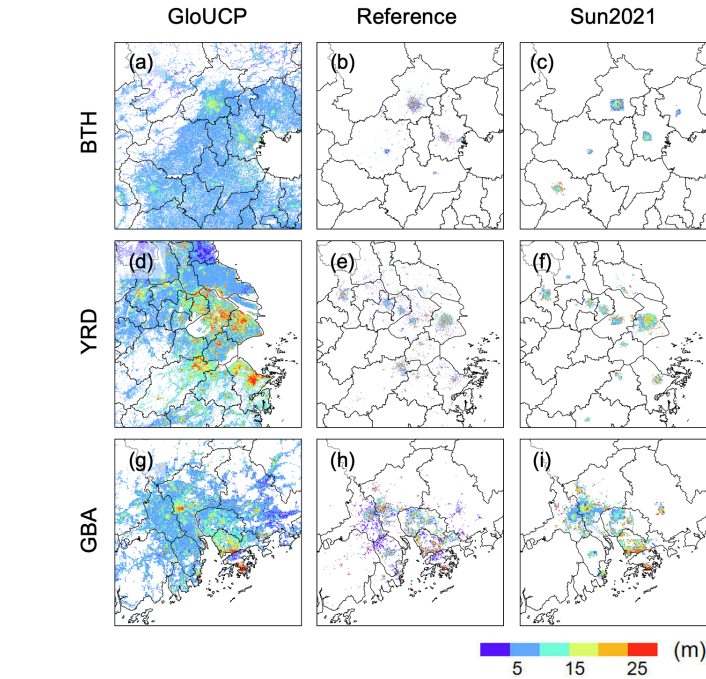 GloUCP Reference Sun2021
BTH (a) (b) (c)
YRD (d) (e) (f)
GBA (g) (h) (i)
(m)
5 15 25